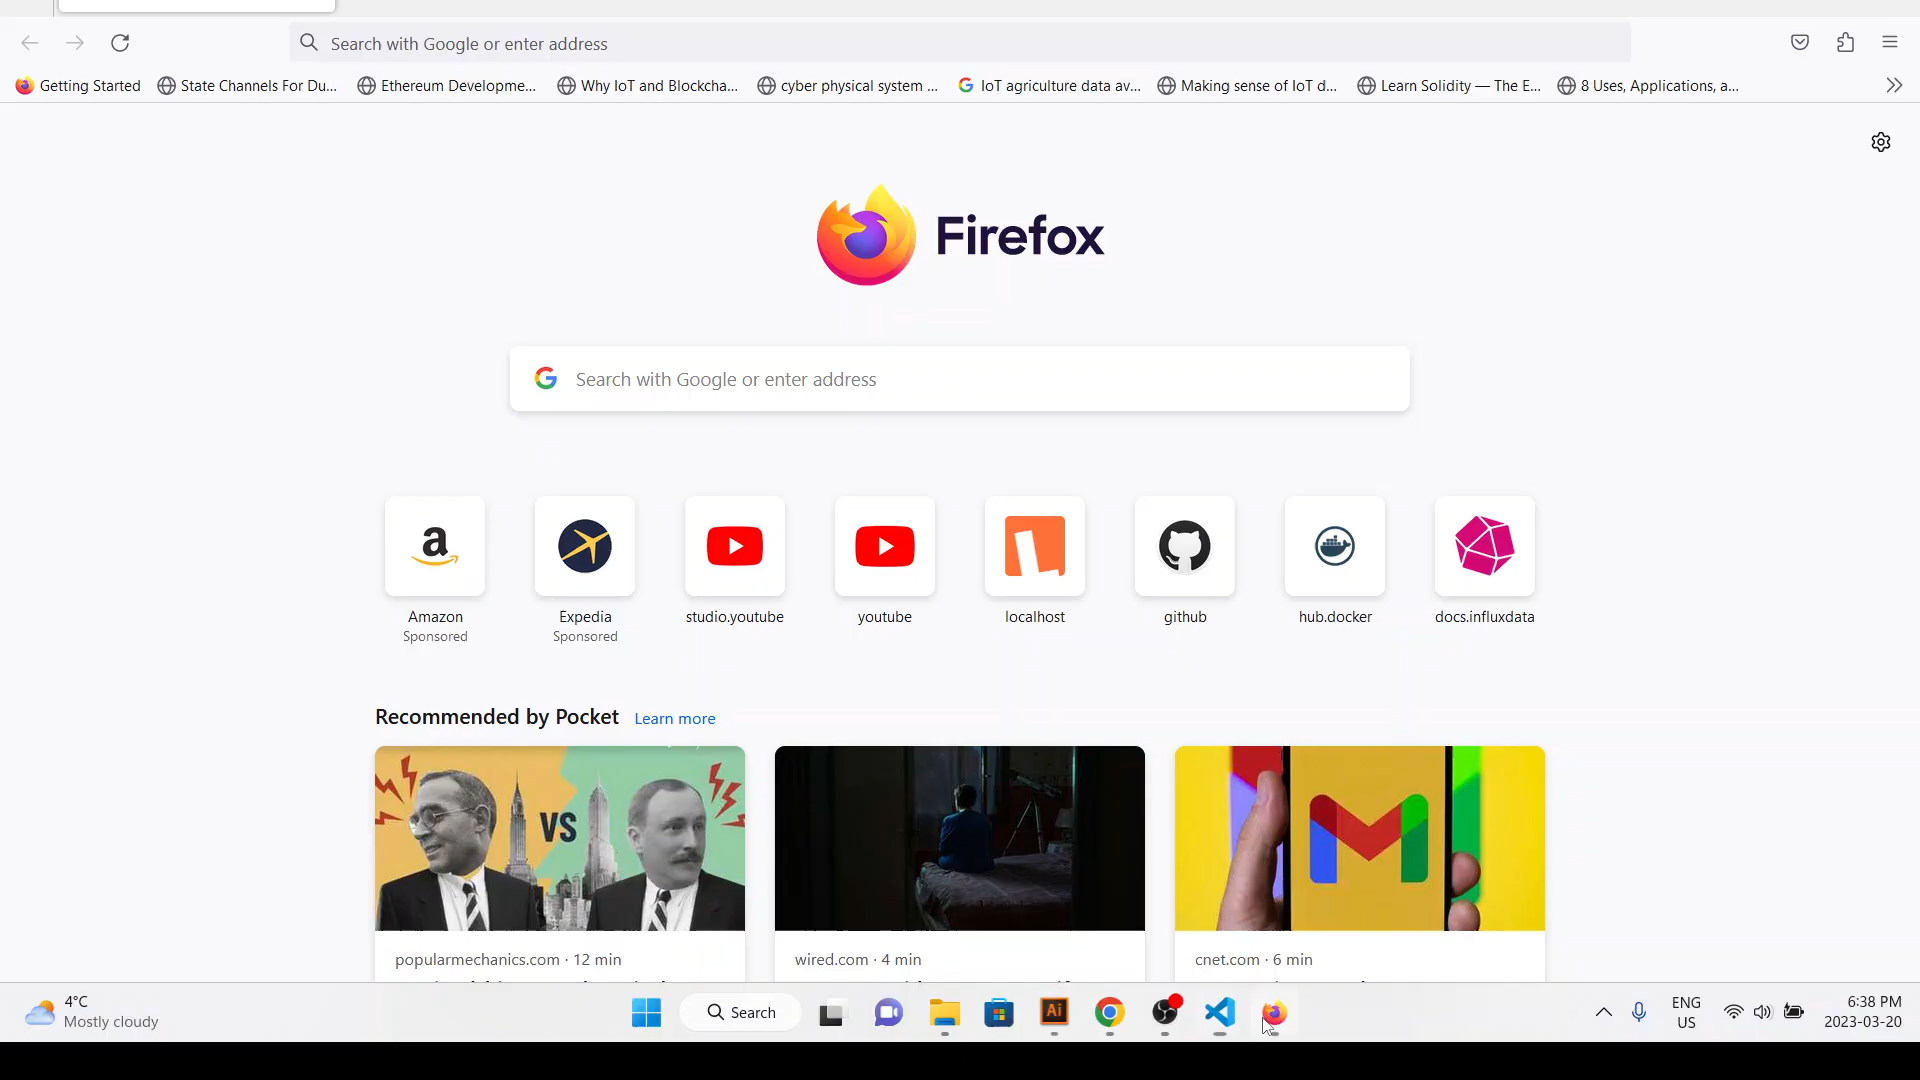 Search with Google or enter address
Getting Started State Channels For Du... Ethereum Developme... Why IoT and Blockcha... cyber physical system ... IoT agriculture data av... Making sense of IoT d... Learn Solidity — The E... 8 Uses, Applications, a...
Firefox
Search with Google or enter address
a
Amazon Expedia studio.youtube youtube localhost github hub.docker docs.influxdata
Sponsored Sponsored
Recommended by Pocket Learn more
VS
popularmechanics.com · 12 min wired.com · 4 min cnet.com · 6 min
4°C
Mostly cloudy
Search
Ai
ENG
US
6:38 PM
2023-03-20